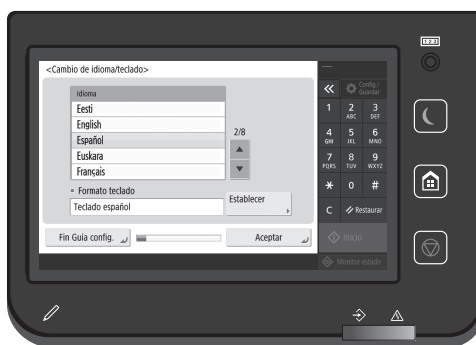 123
<Cambio de idioma/teclado>
Idioma
Eesti
English
Español
Euskara
Français
2/8
Formato teclado
Teclado español
Establecer
Fin Guía config.
Aceptar
Config./
Guardar
1 2 3
ABC DEF
4 5 6
GHI JKL MNO
7 8 9
PQRS TUV WXYZ
* 0 #
C Restaurar
Inicio
Monitor estado